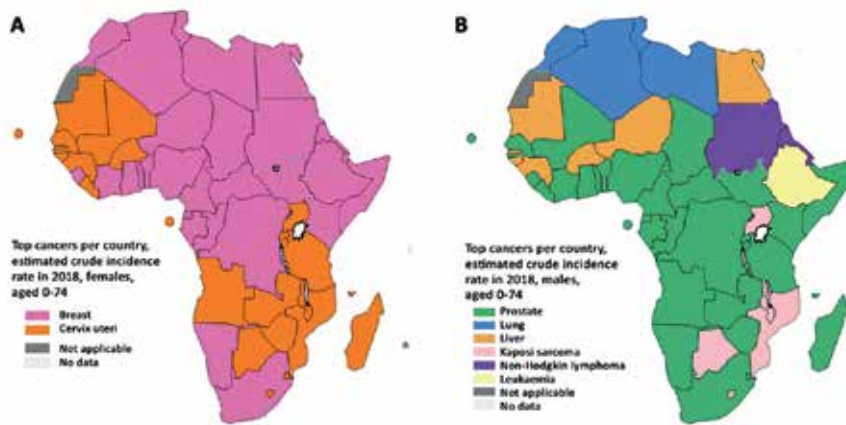 A
Top cancers per country,
estimated crude incidence
rate in 2018, females,
aged 0-74
Breast
Cervix uteri
Not applicable
No data
B
Top cancers per country,
estimated crude incidence
rate in 2018, males,
aged 0-74
Prostate
Lung
Liver
Kaposi sarcoma
Non-Hodgkin lymphoma
Leukaemia
Not applicable
No data